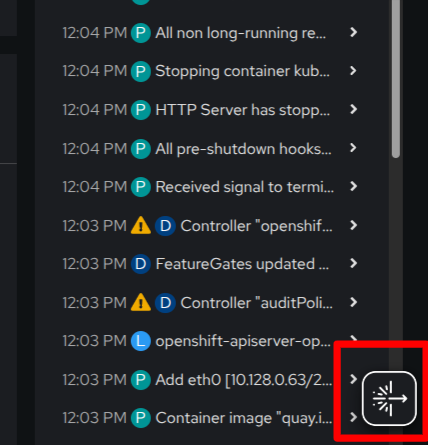 12:04 PM P All non long-running re...
12:04 PM P Stopping container kub...
12:04 PM P HTTP Server has stopp...
12:04 PM P All pre-shutdown hooks...
12:04 PM P Received signal to termi...
12:03 PM D Controller "openshif...
12:03 PM D FeatureGates updated ...
12:03 PM D Controller "auditPoli...
12:03 PM L openshift-apiserver-op...
12:03 PM P Add eth0 [10.128.0.63/2...
12:03 PM P Container image "quay.i...